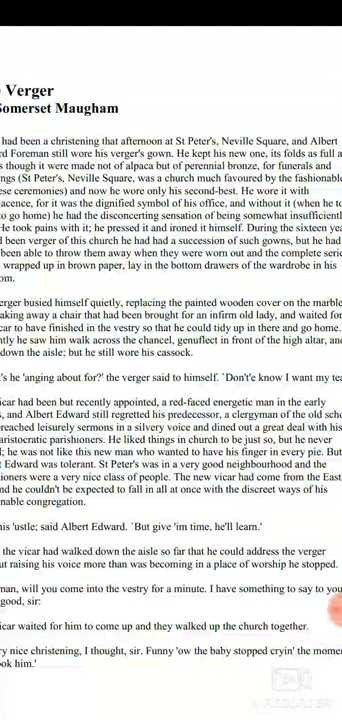 Verger
Somerset Maugham
had been a christening that afternoon at St Peter's, Neville Square, and Albert
rd Foreman still wore his verger's gown. He kept his new one, its folds as full a
s though it were made not of alpaca but of perennial bronze, for funerals and
ngs (St Peter's, Neville Square, was a church much favoured by the fashionable
ese ceremonies) and now he wore only his second-best. He wore it with
lacence, for it was the dignified symbol of his office, and without it (when he to
to go home) he had the disconcerting sensation of being somewhat insufficientl
He took pains with it; he pressed it and ironed it himself. During the sixteen yea
d been verger of this church he had had a succession of such gowns, but he had
been able to throw them away when they were worn out and the complete serie
wrapped up in brown paper, lay in the bottom drawers of the wardrobe in his
om.
erger busied himself quietly, replacing the painted wooden cover on the marble
aking away a chair that had been brought for an infirm old lady, and waited for
car to have finished in the vestry so that he could tidy up in there and go home.
ntly he saw him walk across the chancel, genuflect in front of the high altar, and
down the aisle; but he still wore his cassock.
t's he 'anging about for?' the verger said to himself. `Don't'e know I want my tea
icar had been but recently appointed, a red-faced energetic man in the early
s, and Albert Edward still regretted his predecessor, a clergyman of the old scho
preached leisurely sermons in a silvery voice and dined out a great deal with his
aristocratic parishioners. He liked things in church to be just so, but he never
d; he was not like this new man who wanted to have his finger in every pie. But
t Edward was tolerant. St Peter's was in a very good neighbourhood and the
ioners were a very nice class of people. The new vicar had come from the East
nd he couldn't be expected to fall in all at once with the discreet ways of his
nable congregation.
his 'ustle; said Albert Edward. `But give 'im time, he'll learn.'
the vicar had walked down the aisle so far that he could address the verger
ut raising his voice more than was becoming in a place of worship he stopped.
man, will you come into the vestry for a minute. I have something to say to you
good, sir:
icar waited for him to come up and they walked up the church together.
ry nice christening, I thought, sir. Funny 'ow the baby stopped cryin' the momen
ook him.'